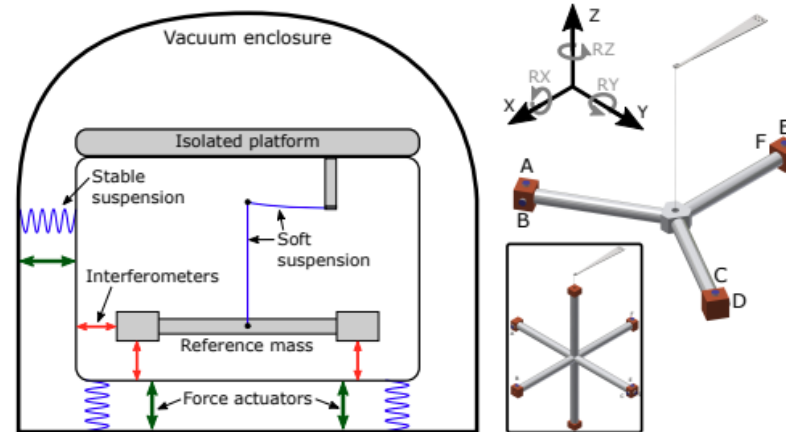 Vacuum enclosure
Isolated platform
Stable
suspension
Soft
suspension
Interferometers
Reference mass
Force actuators
Z
RZ
RX
RY
X
Y
A
B
C
D
E
F